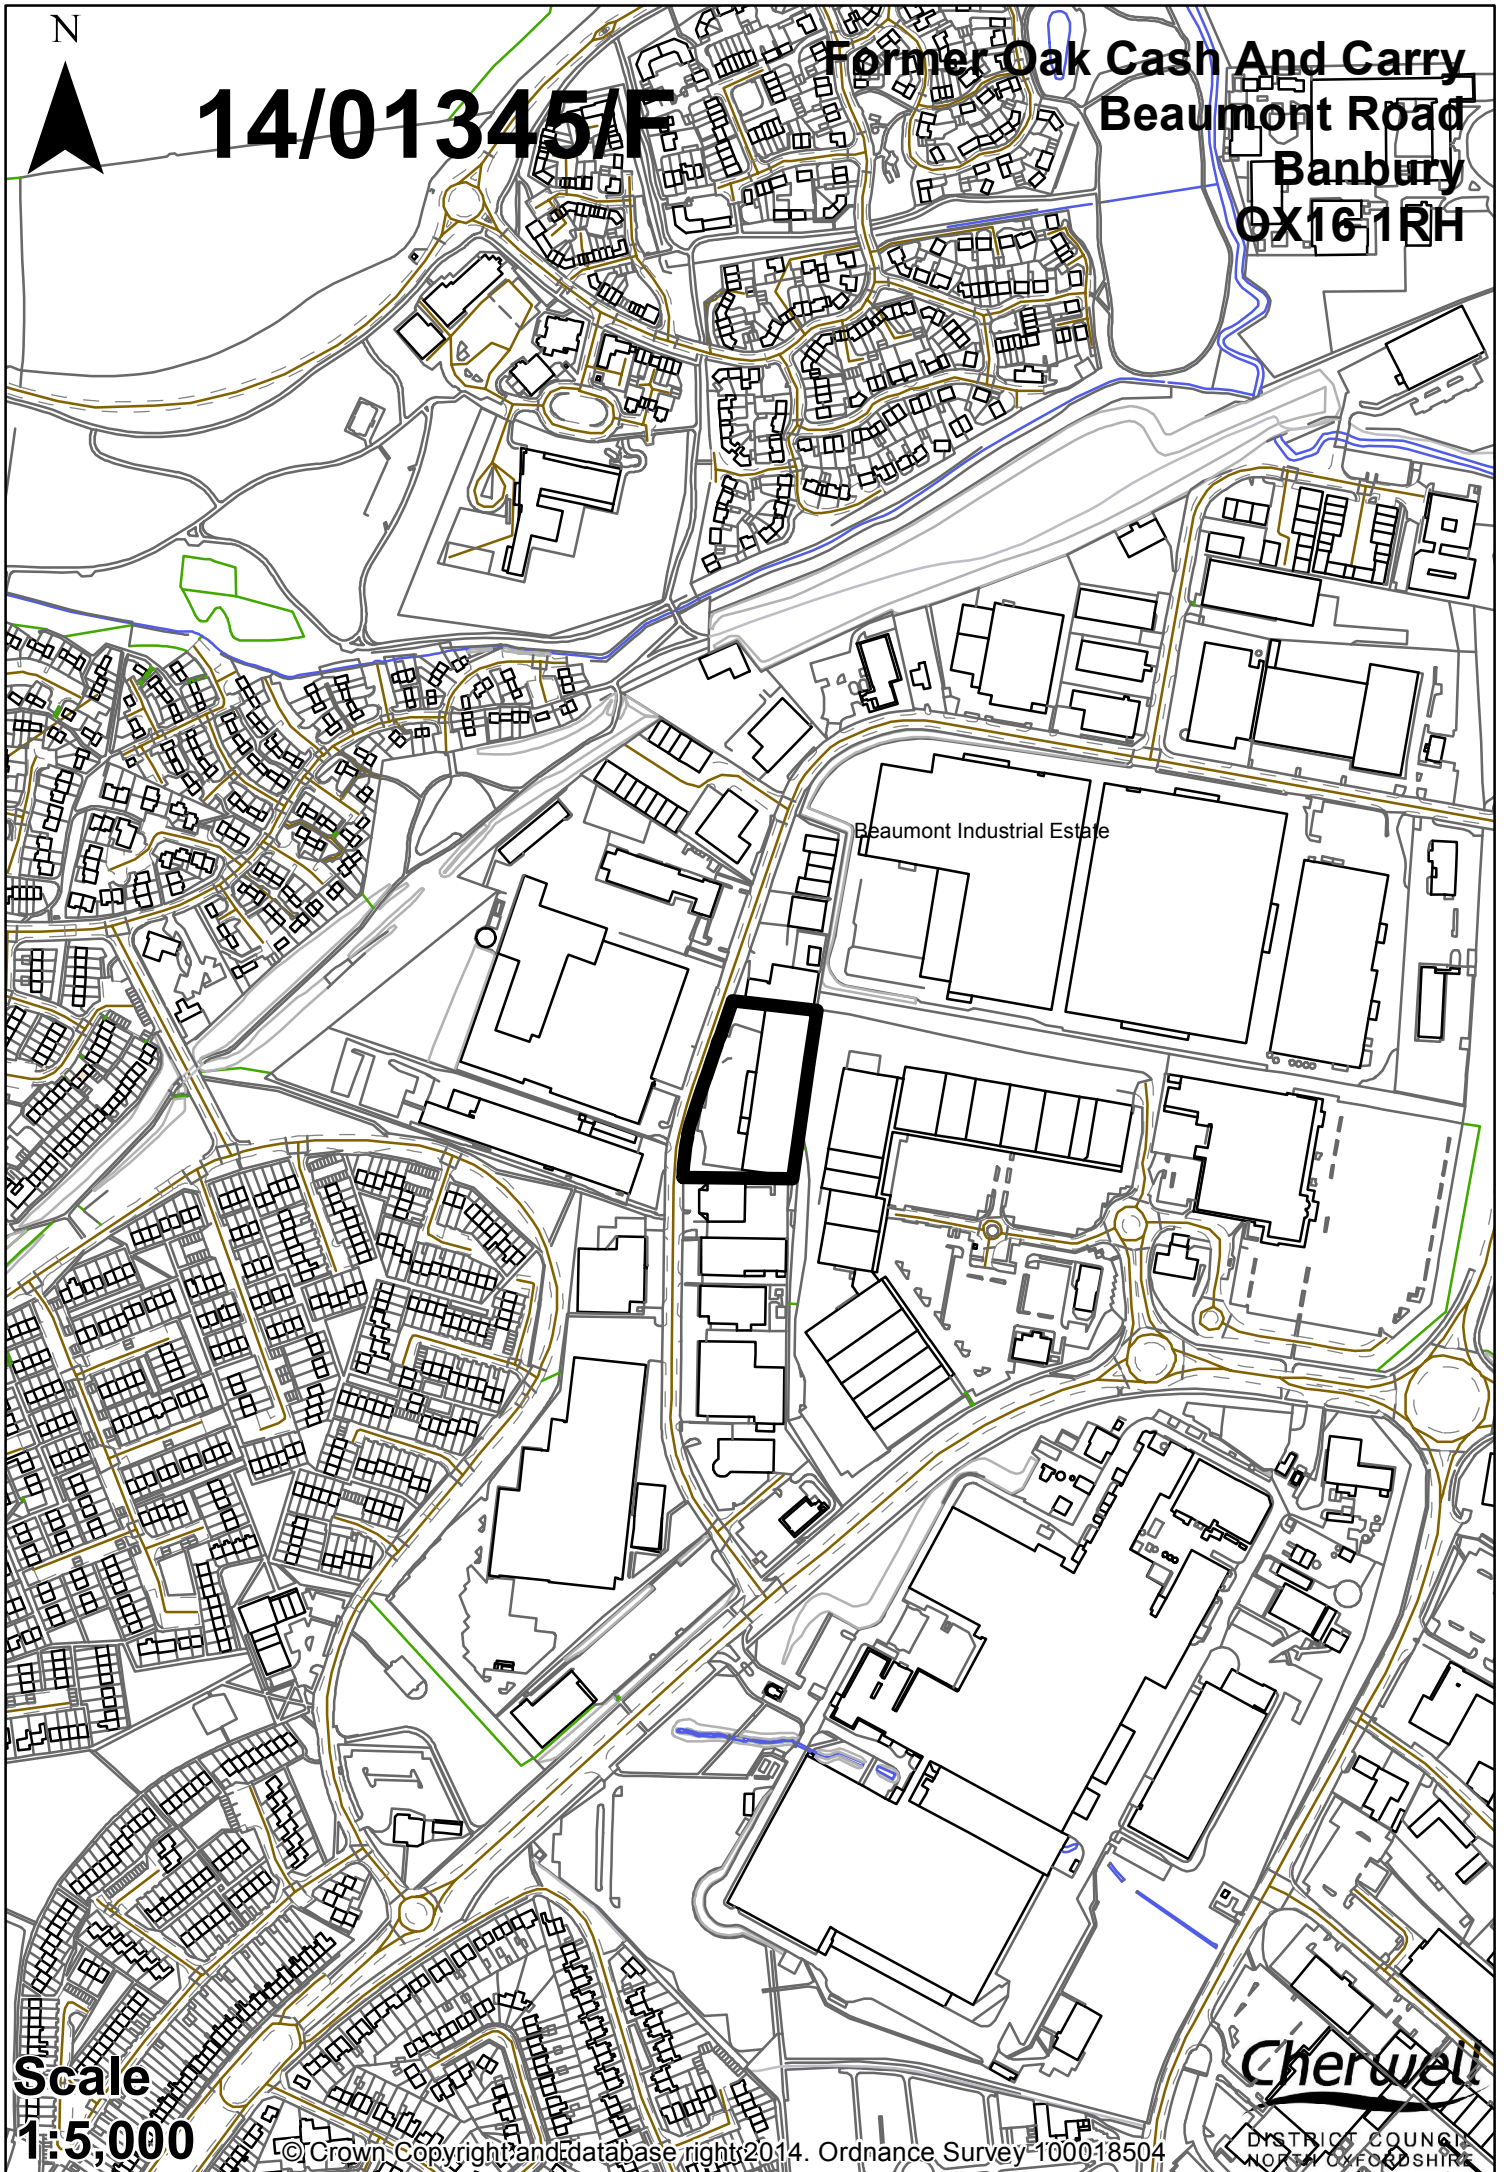 N
14/01345/F
Former Oak Cash And Carry
Beaumont Road
Banbury
OX16 1RH
Beaumont Industrial Estate
Scale
1:5,000
© Crown Copyright and database right 2014. Ordnance Survey 100018504
Cherwell
DISTRICT COUNCIL
NORTH OXFORDSHIRE